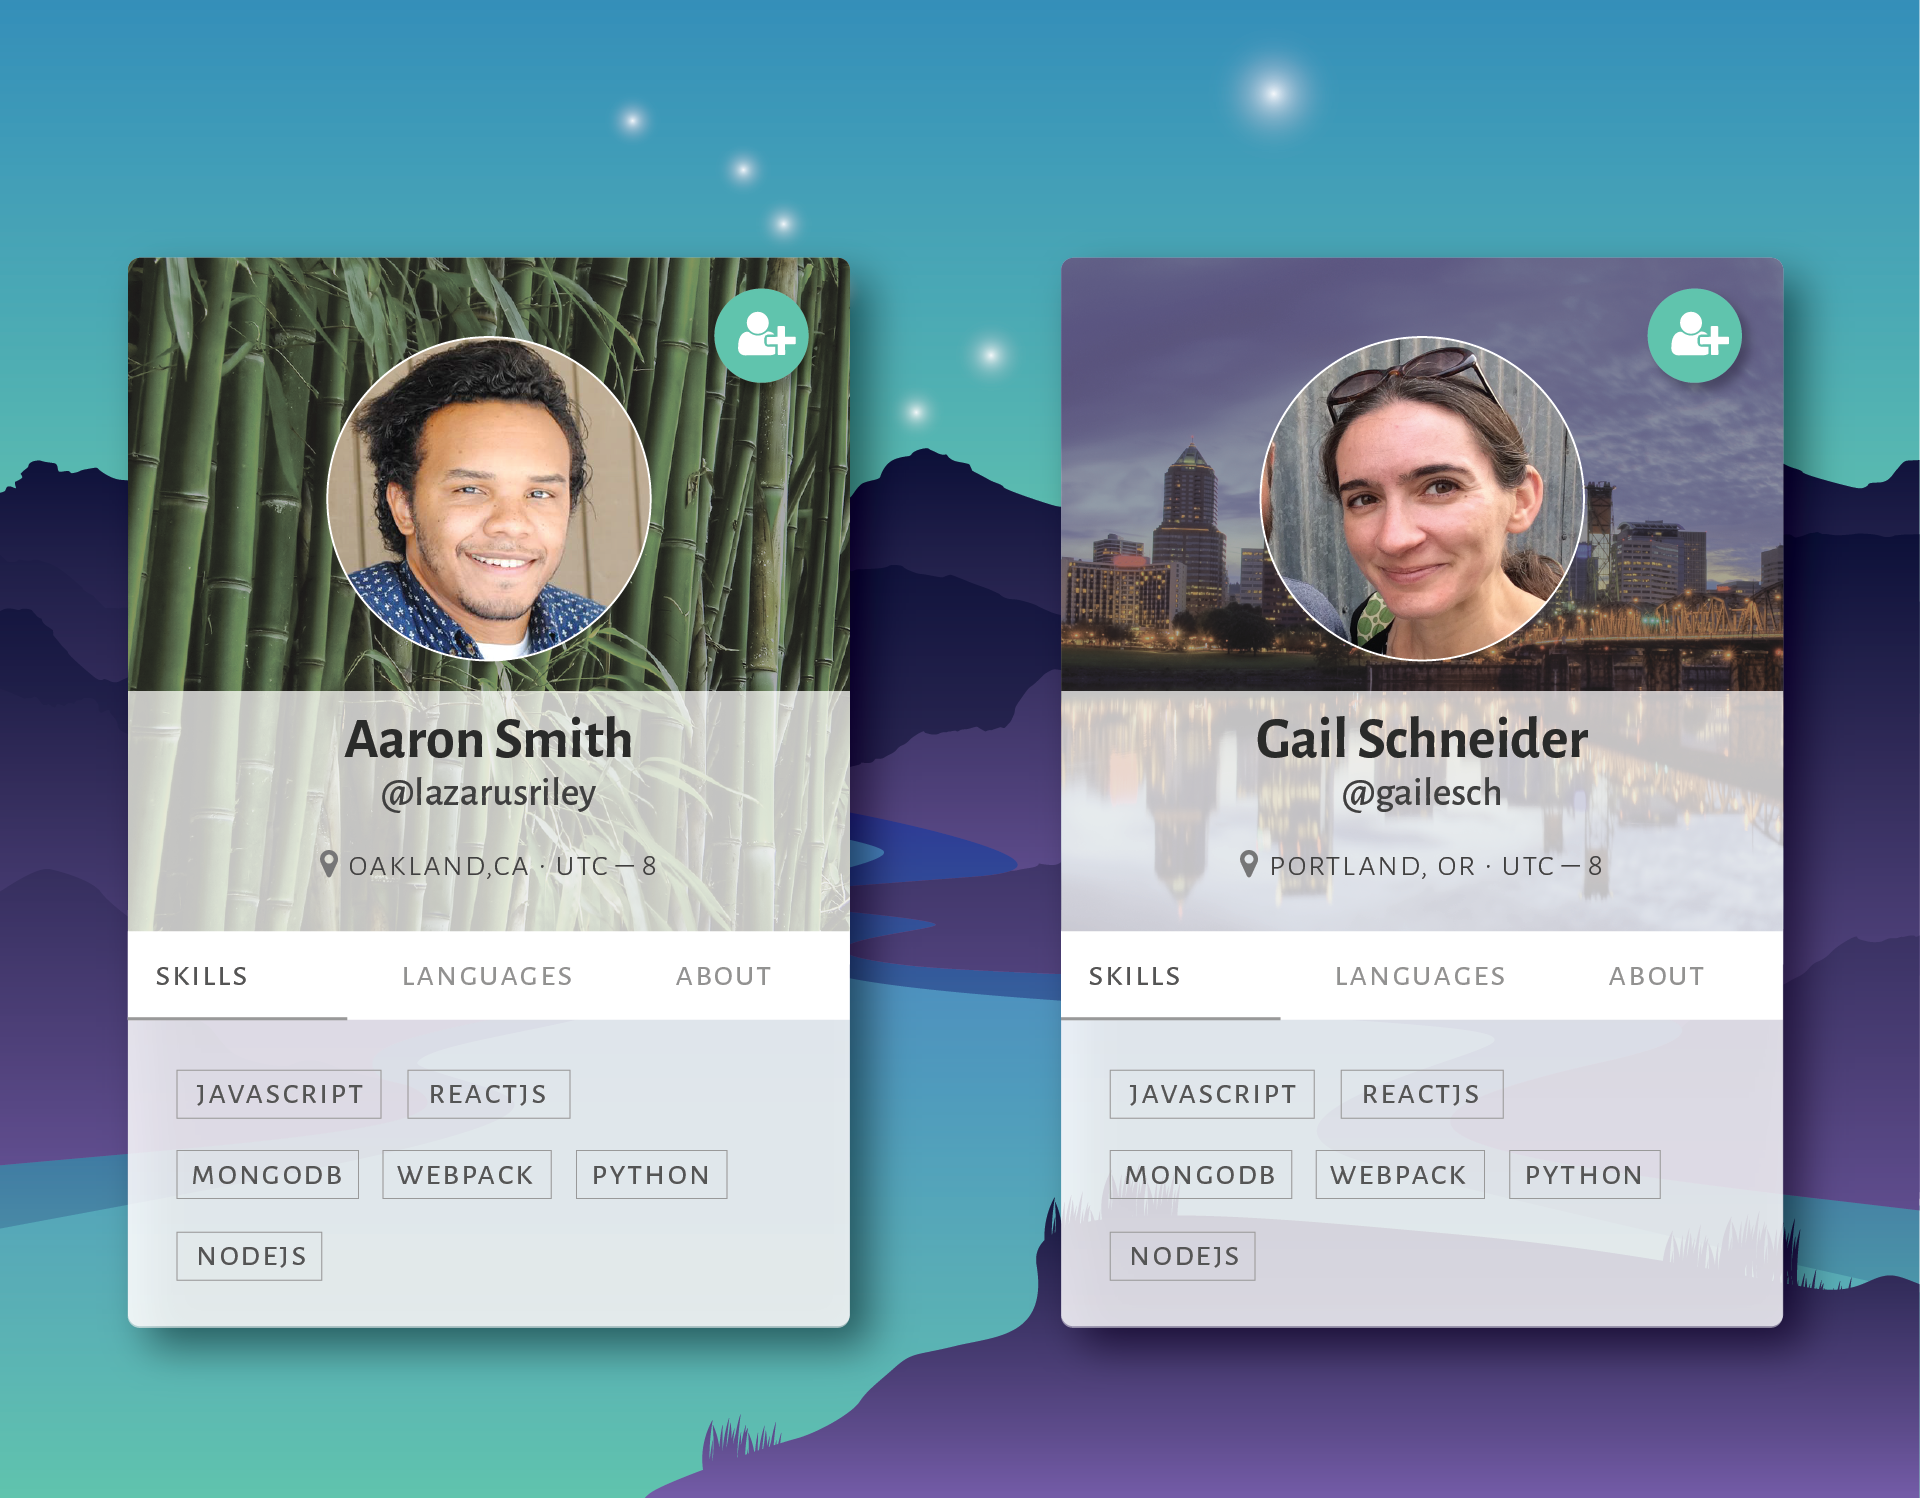 Aaron Smith
@lazarusriley
OAKLAND,CA · UTC – 8
SKILLS LANGUAGES ABOUT
JAVASCRIPT REACTJS
MONGODB WEBPACK PYTHON
NODEJS
Gail Schneider
@gailesch
PORTLAND, OR · UTC – 8
SKILLS LANGUAGES ABOUT
JAVASCRIPT REACTJS
MONGODB WEBPACK PYTHON
NODEJS